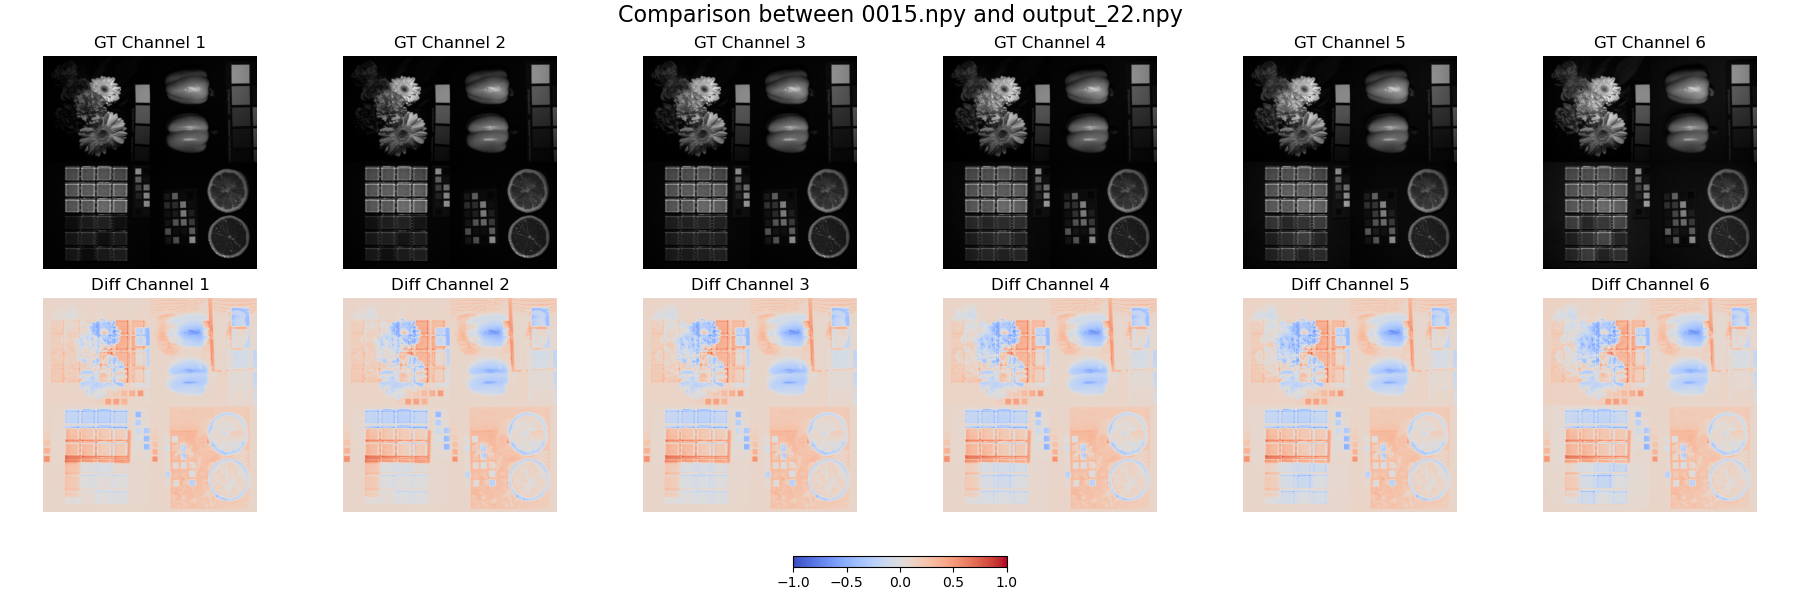 Comparison between 0015.npy and output_22.npy
GT Channel 1 GT Channel 2 GT Channel 3 GT Channel 4 GT Channel 5 GT Channel 6
Diff Channel 1 Diff Channel 2 Diff Channel 3 Diff Channel 4 Diff Channel 5 Diff Channel 6
−1.0 −0.5 0.0 0.5 1.0